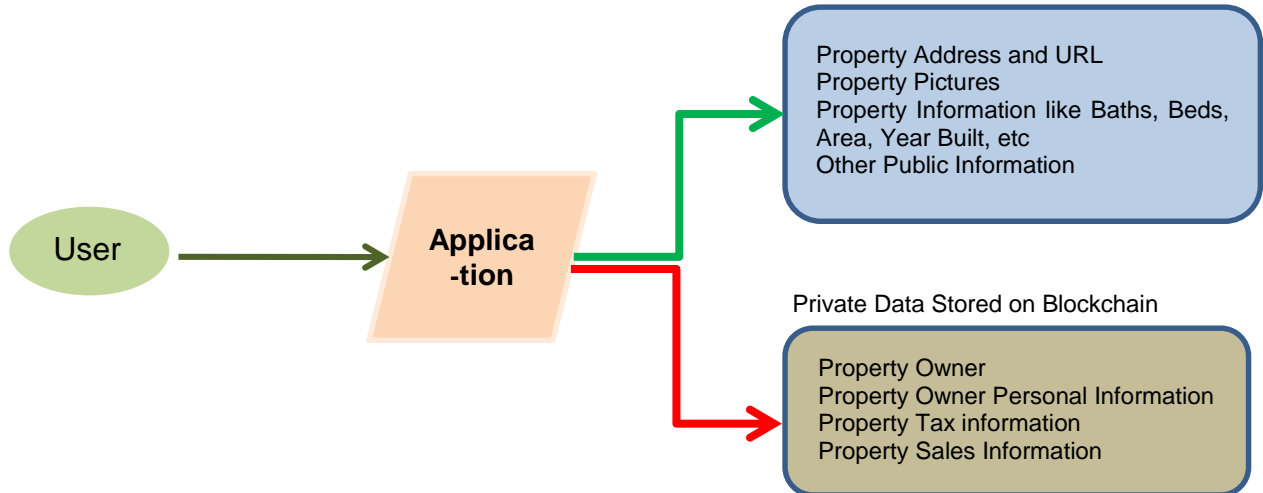 Property Address and URL
Property Pictures
Property Information like Baths, Beds,
Area, Year Built, etc
Other Public Information
User
Applica
-tion
Private Data Stored on Blockchain
Property Owner
Property Owner Personal Information
Property Tax information
Property Sales Information